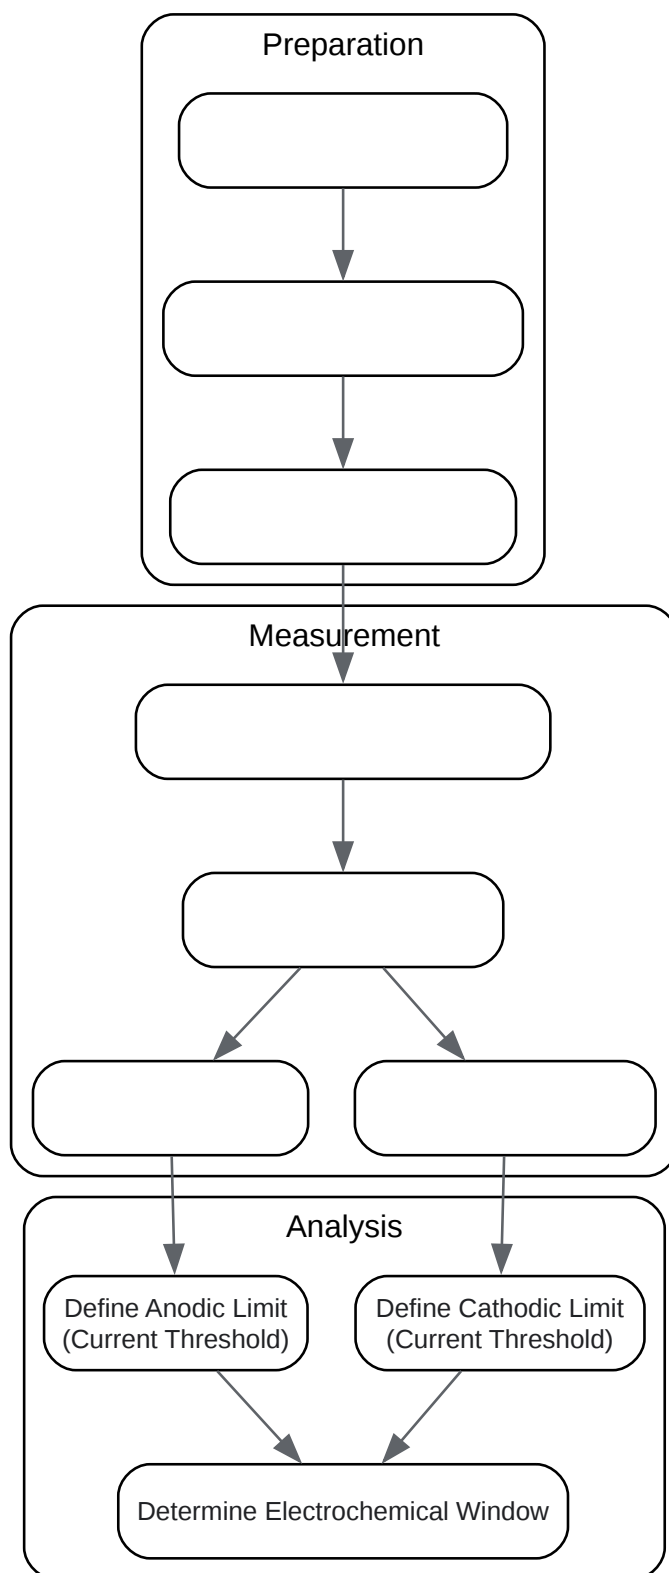 Preparation
Measurement
Analysis
Define Anodic Limit
(Current Threshold)
Define Cathodic Limit
(Current Threshold)
Determine Electrochemical Window